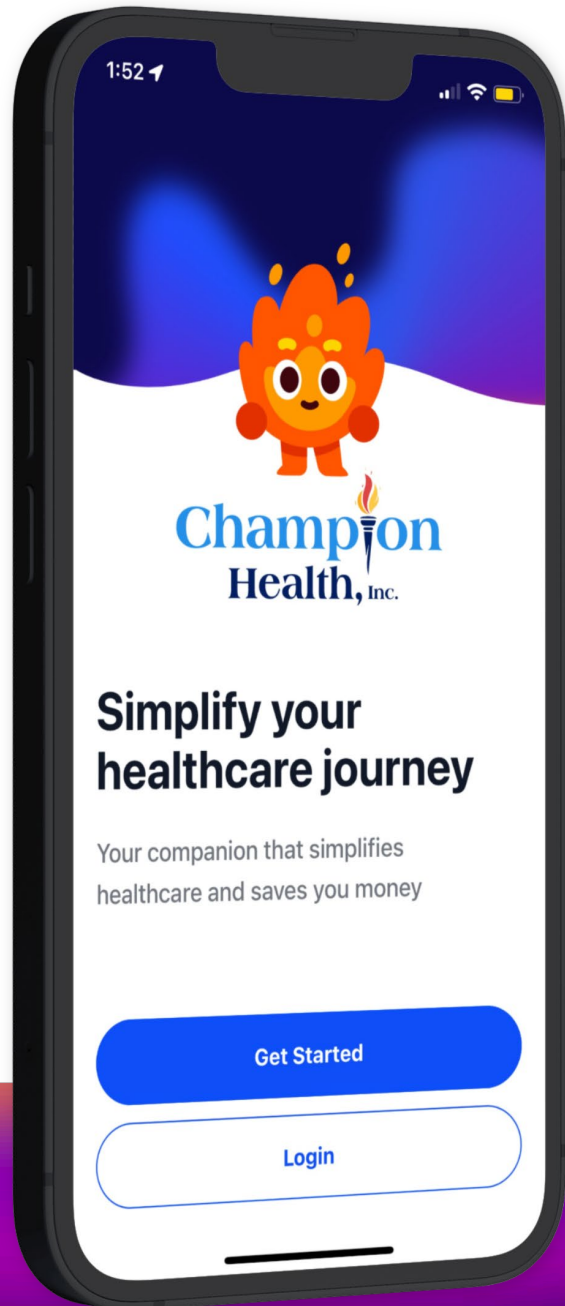 1:52
Champion
Health, Inc.
Simplify your
healthcare journey
Your companion that simplifies
healthcare and saves you money
Get Started
Login